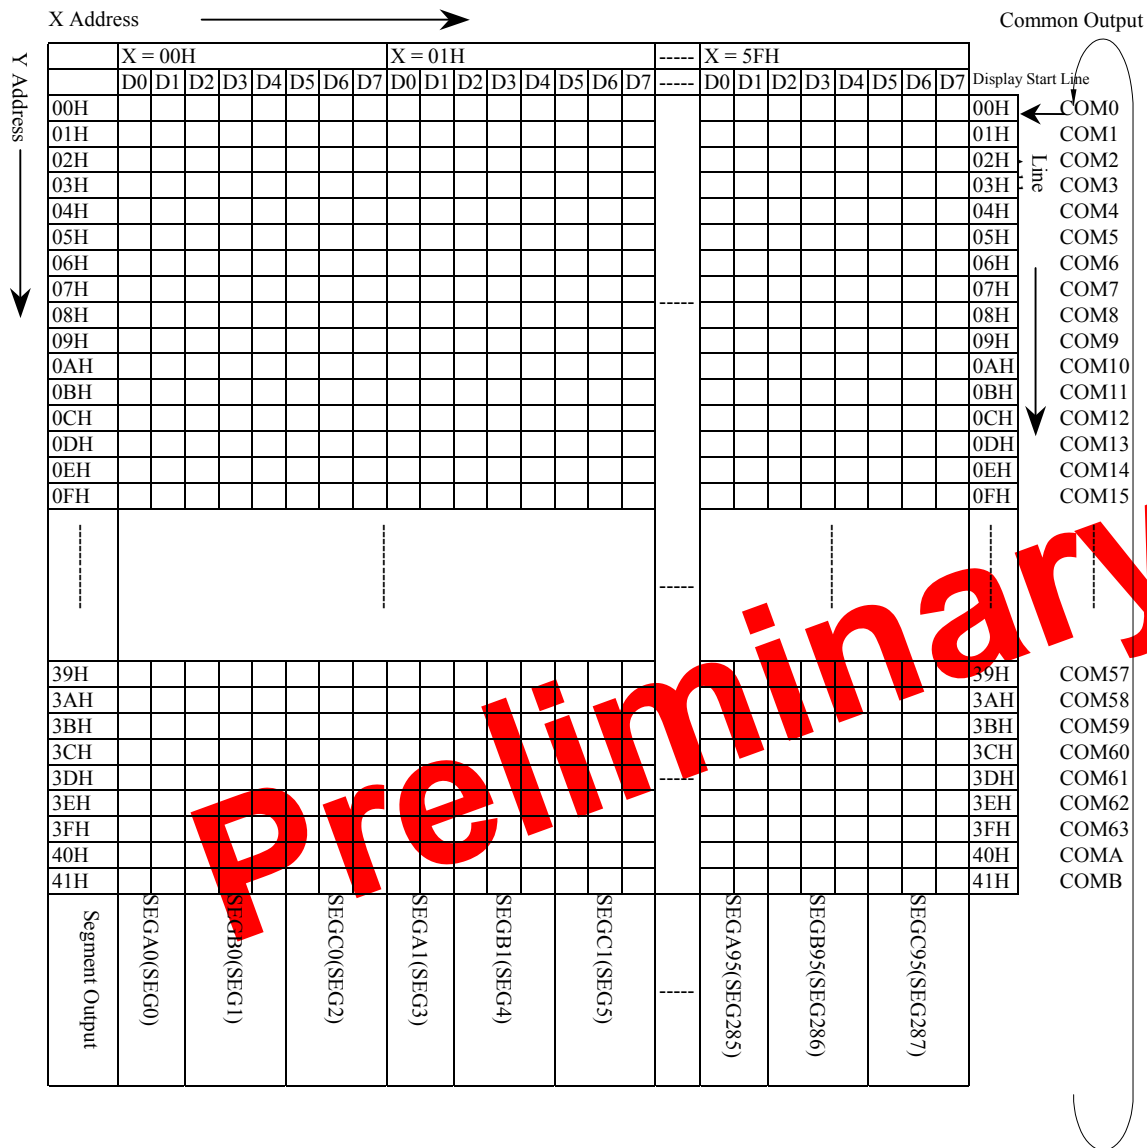 X Address
Common Output
Y Address
X = 00H X = 01H ----- X = 5FH
D0 D1 D2 D3 D4 D5 D6 D7 D0 D1 D2 D3 D4 D5 D6 D7 ----- D0 D1 D2 D3 D4 D5 D6 D7 Display Start Line
00H 00H COM0
01H 01H COM1
02H 02H COM2
Line
03H 03H COM3
04H 04H COM4
05H 05H COM5
06H 06H COM6
07H 07H COM7
-----
08H 08H COM8
09H 09H COM9
0AH 0AH COM10
0BH 0BH COM11
0CH 0CH COM12
0DH 0DH COM13
0EH 0EH COM14
0FH 0FH COM15
-----
Preliminary
39H 39H COM57
3AH 3AH COM58
3BH 3BH COM59
3CH 3CH COM60
3DH ----- 3DH COM61
3EH 3EH COM62
3FH 3FH COM63
40H 40H COMA
41H 41H COMB
Segment Output
SEGA0(SEG0)
SEGB0(SEG1)
SEGC0(SEG2)
SEGA1(SEG3)
SEGB1(SEG4)
SEGC1(SEG5)
-----
SEGA95(SEG285)
SEGB95(SEG286)
SEGC95(SEG287)